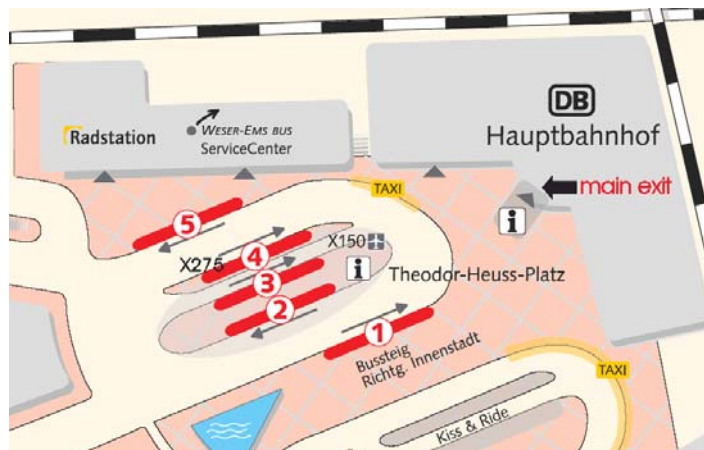 DB
Hauptbahnhof
Radstation
WESER-EMS BUS
ServiceCenter
main exit
TAXI
i
5
4
X150
X275
i
3
Theodor-Heuss-Platz
2
1
Bussteig
Richtg. Innenstadt
TAXI
Kiss & Ride